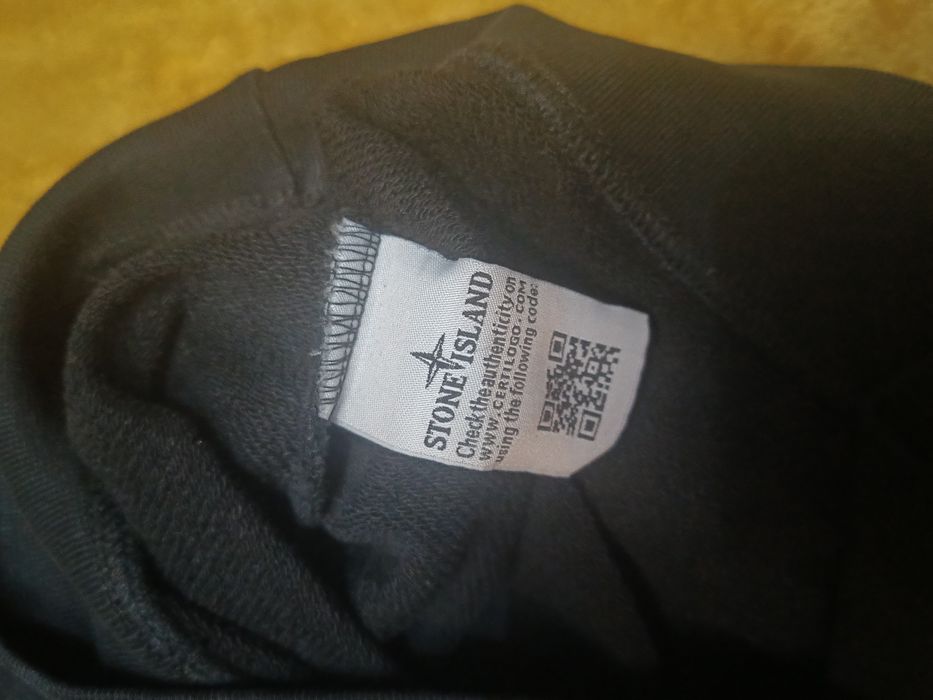 STONE ISLAND
Check the authenticity on
WWW.CERTILOGO.COM
using the following code: